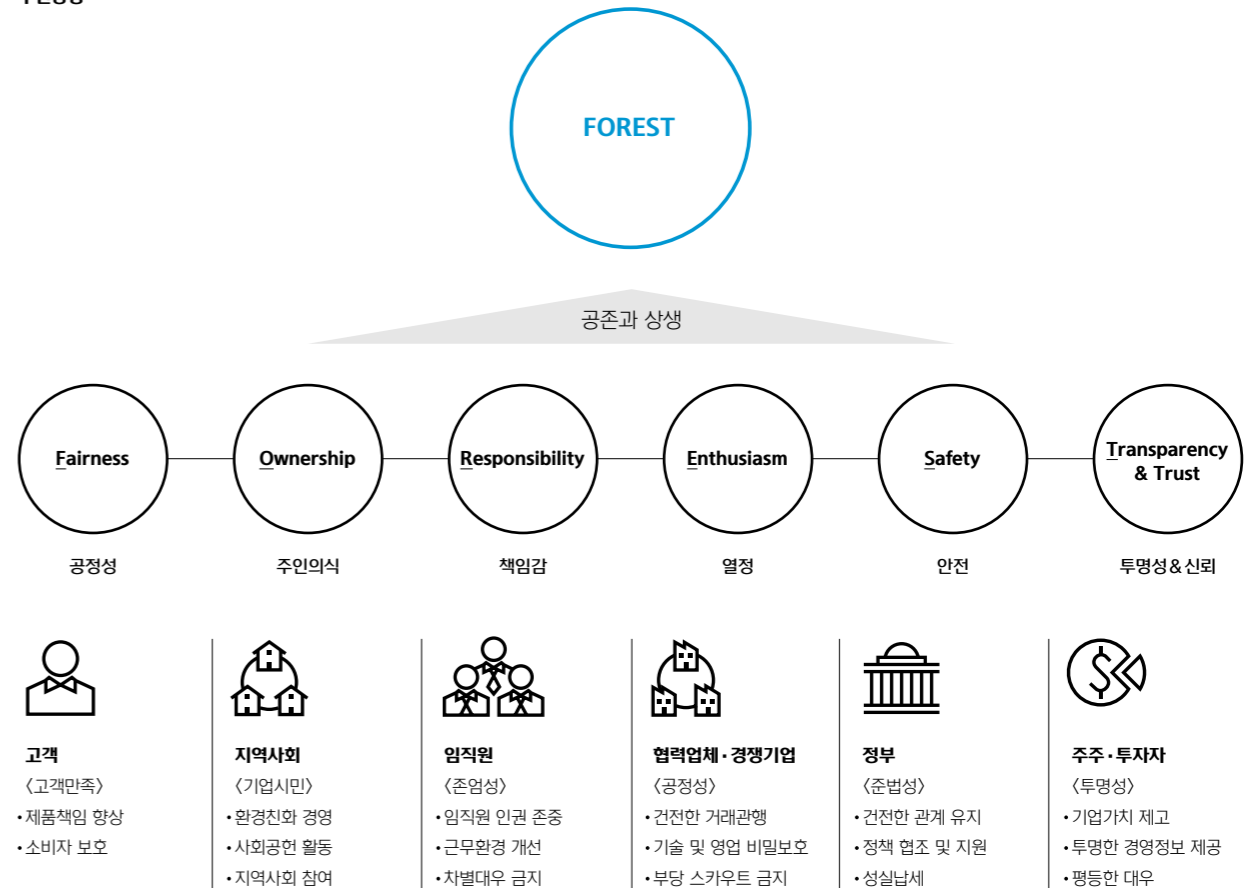 FOREST
공존과 상생
Fairness
Ownership
Responsibility
Enthusiasm
Safety
Transparency
& Trust
공정성
주인의식
책임감
열정
안전
투명성&신뢰
고객
〈고객만족〉
•제품책임 향상
•소비자 보호
지역사회
〈기업시민〉
•환경친화 경영
•사회공헌 활동
•지역사회 참여
임직원
〈존엄성〉
•임직원 인권 존중
•근무환경 개선
•차별대우 금지
협력업체·경쟁기업
〈공정성〉
•건전한 거래관행
•기술 및 영업 비밀보호
•부당 스카우트 금지
정부
〈준법성〉
•건전한 관계 유지
•정책 협조 및 지원
•성실납세
주주·투자자
〈투명성〉
•기업가치 제고
•투명한 경영정보 제공
•평등한 대우